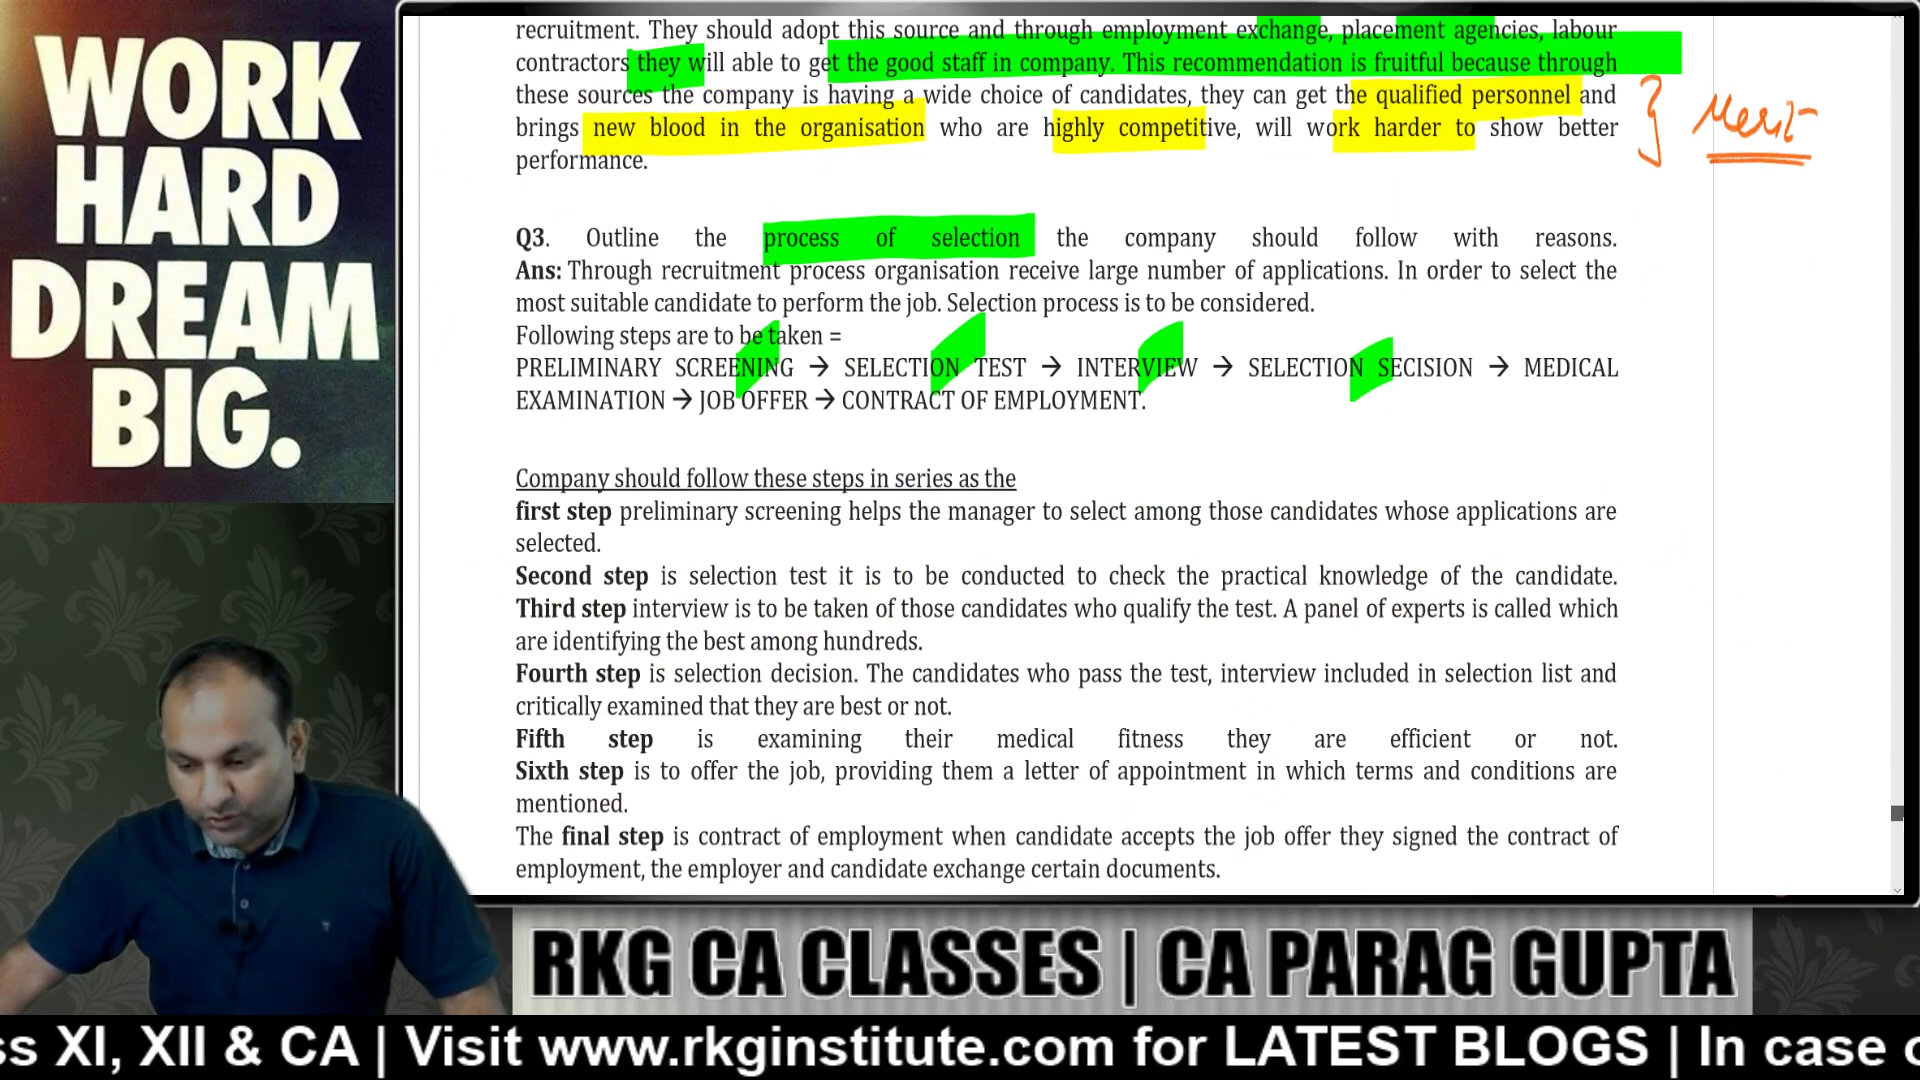 WORK
HARD
DREAM
BIG.
recruitment. They should adopt this source and through employment exchange, placement agencies, labour
contractors they will able to get the good staff in company. This recommendation is fruitful because through
these sources the company is having a wide choice of candidates, they can get the qualified personnel and
brings new blood in the organisation who are highly competitive, will work harder to show better
performance.
Merit
Q3. Outline the process of selection the company should follow with reasons.
Ans: Through recruitment process organisation receive large number of applications. In order to select the
most suitable candidate to perform the job. Selection process is to be considered.
Following steps are to be taken =
PRELIMINARY SCREENING → SELECTION TEST → INTERVIEW → SELECTION SECISION → MEDICAL
EXAMINATION → JOB OFFER → CONTRACT OF EMPLOYMENT.
Company should follow these steps in series as the
first step preliminary screening helps the manager to select among those candidates whose applications are
selected.
Second step is selection test it is to be conducted to check the practical knowledge of the candidate.
Third step interview is to be taken of those candidates who qualify the test. A panel of experts is called which
are identifying the best among hundreds.
Fourth step is selection decision. The candidates who pass the test, interview included in selection list and
critically examined that they are best or not.
Fifth step is examining their medical fitness they are efficient or not.
Sixth step is to offer the job, providing them a letter of appointment in which terms and conditions are
mentioned.
The final step is contract of employment when candidate accepts the job offer they signed the contract of
employment, the employer and candidate exchange certain documents.
RKG CA CLASSES | CA PARAG GUPTA
ss XI, XII & CA | Visit www.rkginstitute.com for LATEST BLOGS | In case o